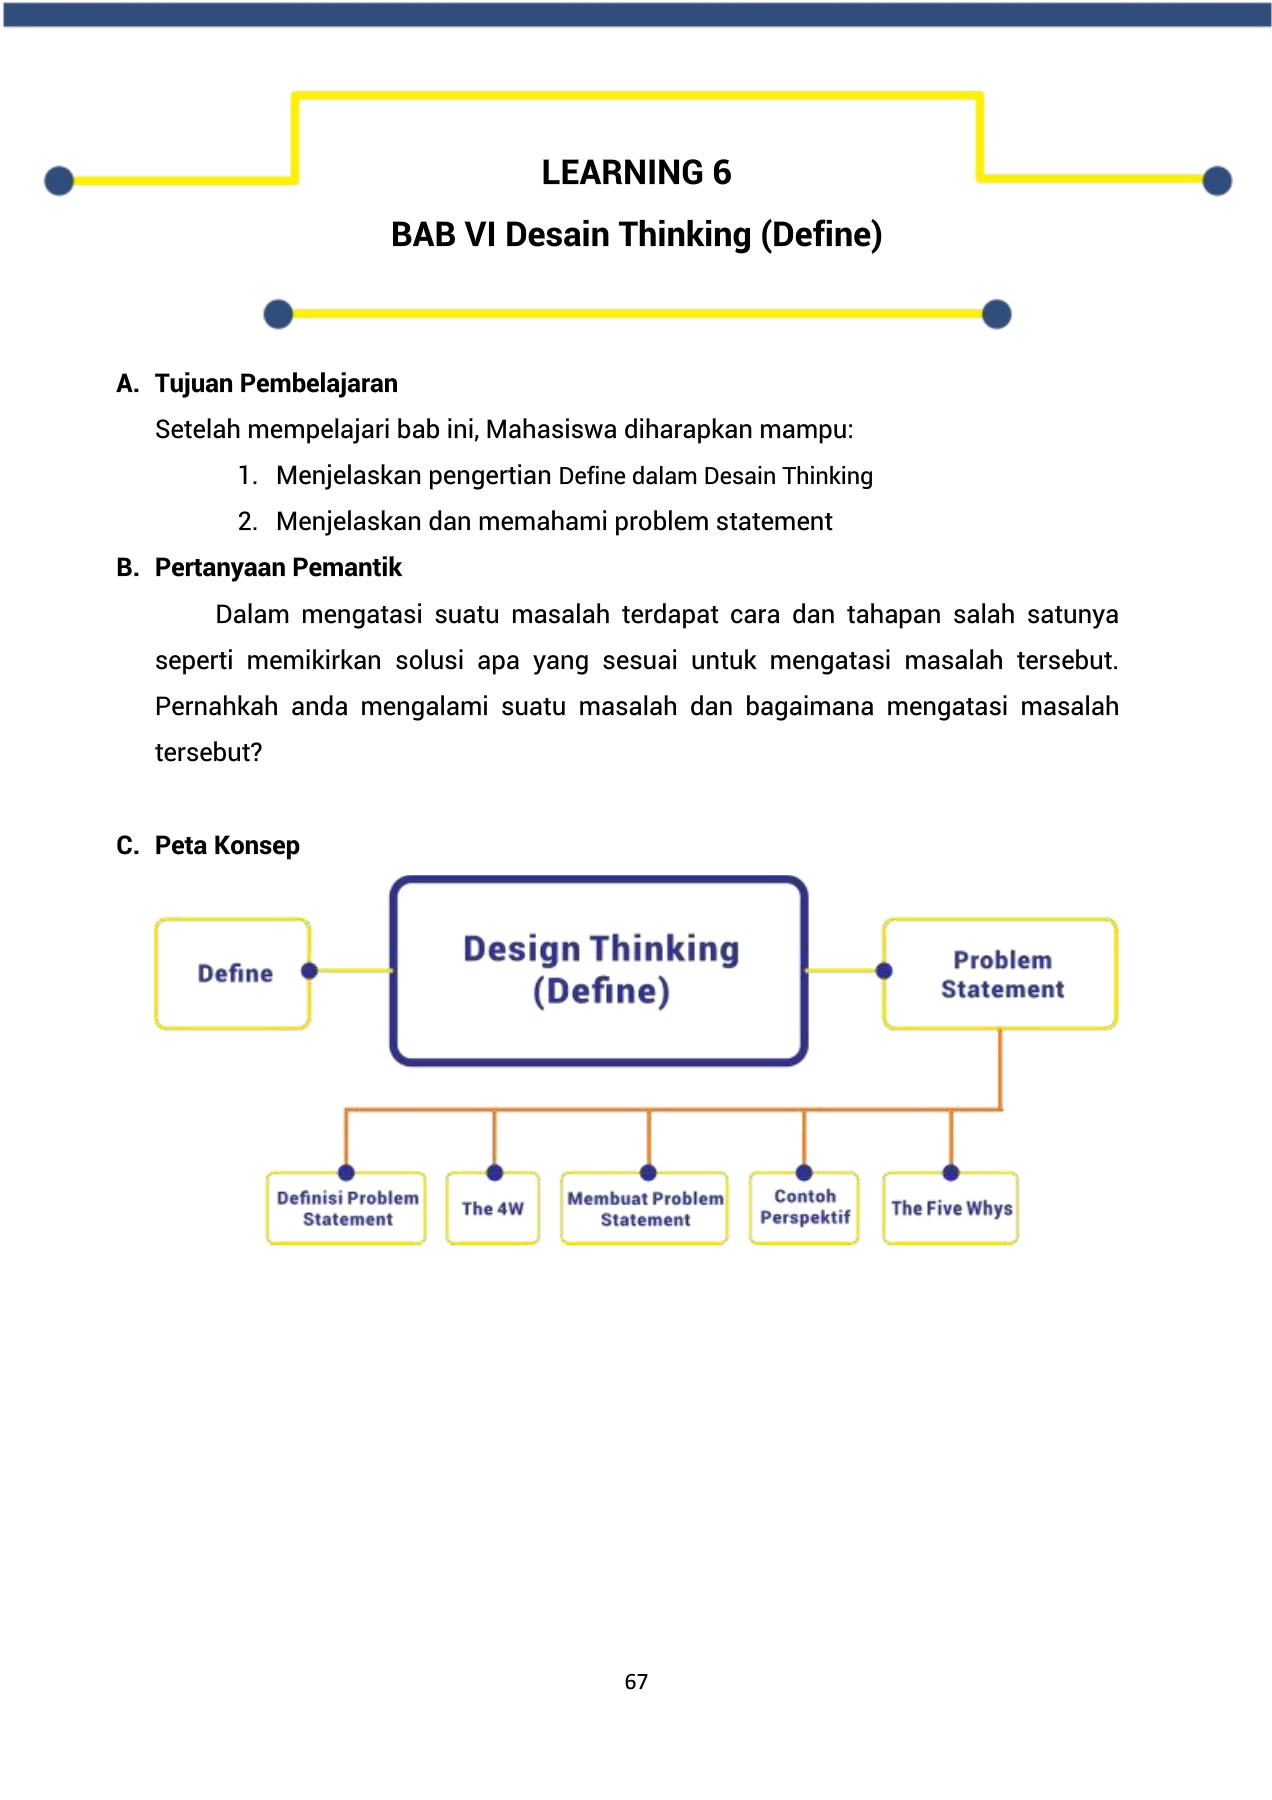 LEARNING 6
BAB VI Desain Thinking (Define)
A. Tujuan Pembelajaran
Setelah mempelajari bab ini, Mahasiswa diharapkan mampu:
1. Menjelaskan pengertian Define dalam Desain Thinking
2. Menjelaskan dan memahami problem statement
B. Pertanyaan Pemantik
Dalam mengatasi suatu masalah terdapat cara dan tahapan salah satunya
seperti memikirkan solusi apa yang sesuai untuk mengatasi masalah tersebut.
Pernahkah anda mengalami suatu masalah dan bagaimana mengatasi masalah
tersebut?
C. Peta Konsep
Define
Design Thinking
(Define)
Problem
Statement
Definisi Problem
Statement
The 4W
Membuat Problem
Statement
Contoh
Perspektif
The Five Whys
67